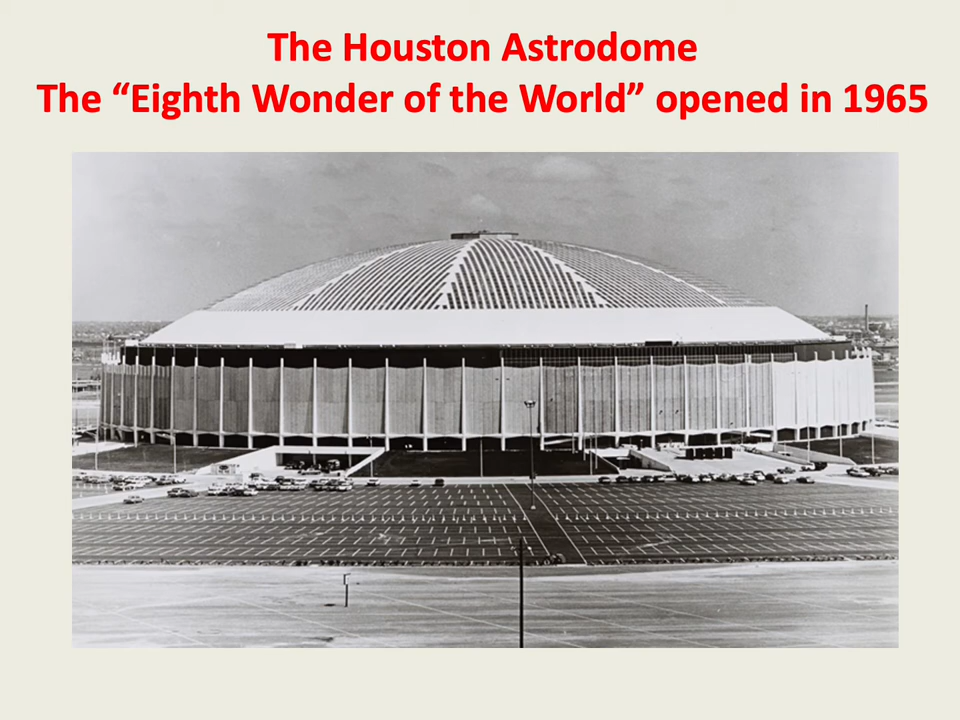 The Houston Astrodome
The “Eighth Wonder of the World” opened in 1965